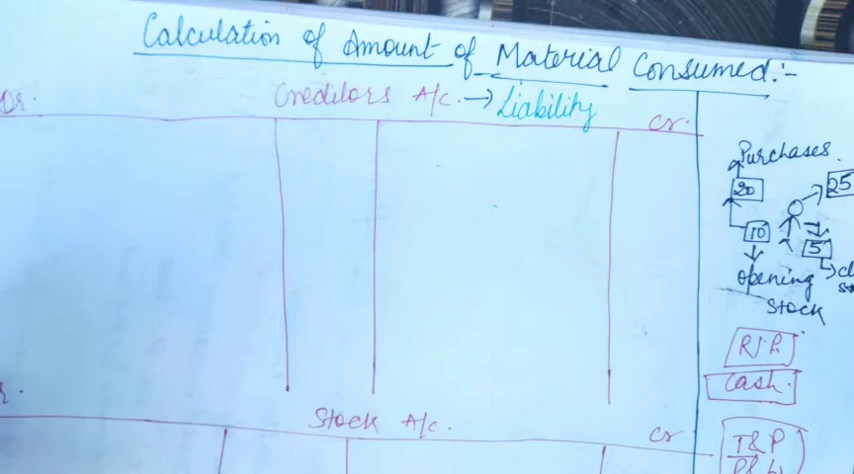 Calculation of Amount of Material Consumed:-
Dr. Creditors A/c. → Liability Cr.
Purchases.
20 25
10 5
opening
stock
Cash.
Stock A/c. Cr
T & P